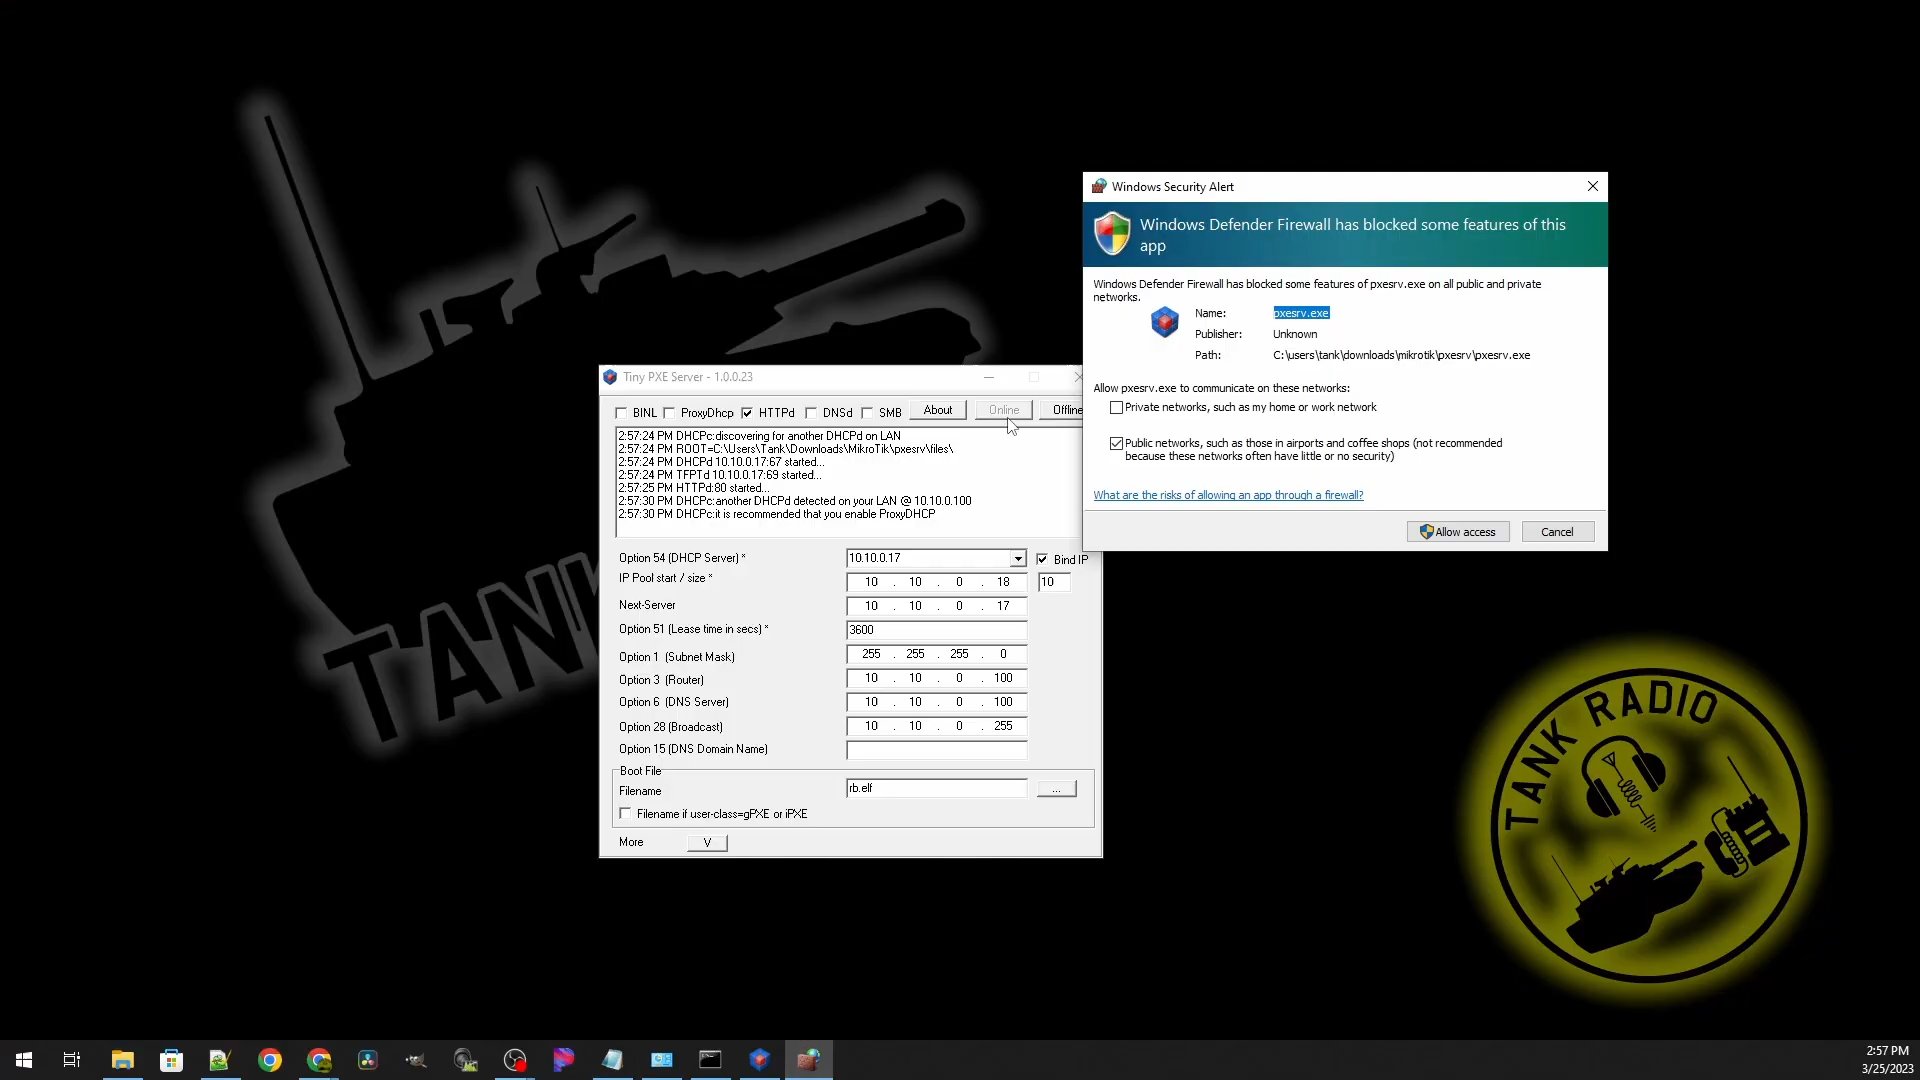 Windows Security Alert
Windows Defender Firewall has blocked some features of this
app
Windows Defender Firewall has blocked some features of pxesrv.exe on all public and private
networks.
Name: pxesrv.exe
Publisher: Unknown
Path: C:\users\tank\downloads\mikrotik\pxesrv\pxesrv.exe
Allow pxesrv.exe to communicate on these networks:
Private networks, such as my home or work network
Public networks, such as those in airports and coffee shops (not recommended
because these networks often have little or no security)
What are the risks of allowing an app through a firewall?
Allow access Cancel
Tiny PXE Server - 1.0.0.23
BINL ProxyDhcp HTTPd DNSd SMB About Online Offline
2:57:24 PM DHCPc:discovering for another DHCPd on LAN
2:57:24 PM ROOT=C:\Users\Tank\Downloads\MikroTik\pxesrv\files\
2:57:24 PM DHCPd 10.10.0.17:67 started...
2:57:24 PM TFPTd 10.10.0.17:69 started...
2:57:25 PM HTTPd:80 started...
2:57:30 PM DHCPc:another DHCPd detected on your LAN @ 10.10.0.100
2:57:30 PM DHCPc:it is recommended that you enable ProxyDHCP
Option 54 (DHCP Server) * 10.10.0.17 Bind IP
IP Pool start / size * 10 . 10 . 0 . 18 10
Next-Server 10 . 10 . 0 . 17
Option 51 (Lease time in secs) * 3600
Option 1 (Subnet Mask) 255 . 255 . 255 . 0
Option 3 (Router) 10 . 10 . 0 . 100
Option 6 (DNS Server) 10 . 10 . 0 . 100
Option 28 (Broadcast) 10 . 10 . 0 . 255
Option 15 (DNS Domain Name)
Boot File
Filename rb.elf ...
Filename if user-class=gPXE or iPXE
More V
TANK
TANK RADIO
2:57 PM
3/25/2023